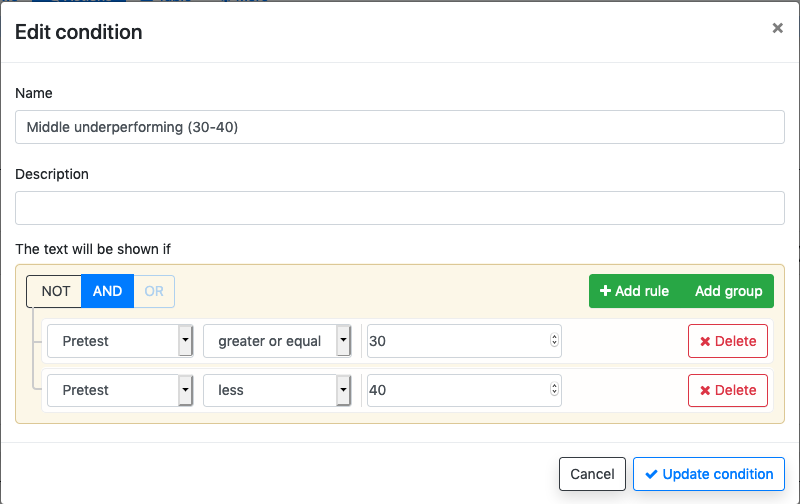 Edit condition ×
Name
Middle underperforming (30-40)
Description
The text will be shown if
NOT AND OR + Add rule Add group
Pretest greater or equal 30 ✖ Delete
Pretest less 40 ✖ Delete
Cancel ✔ Update condition